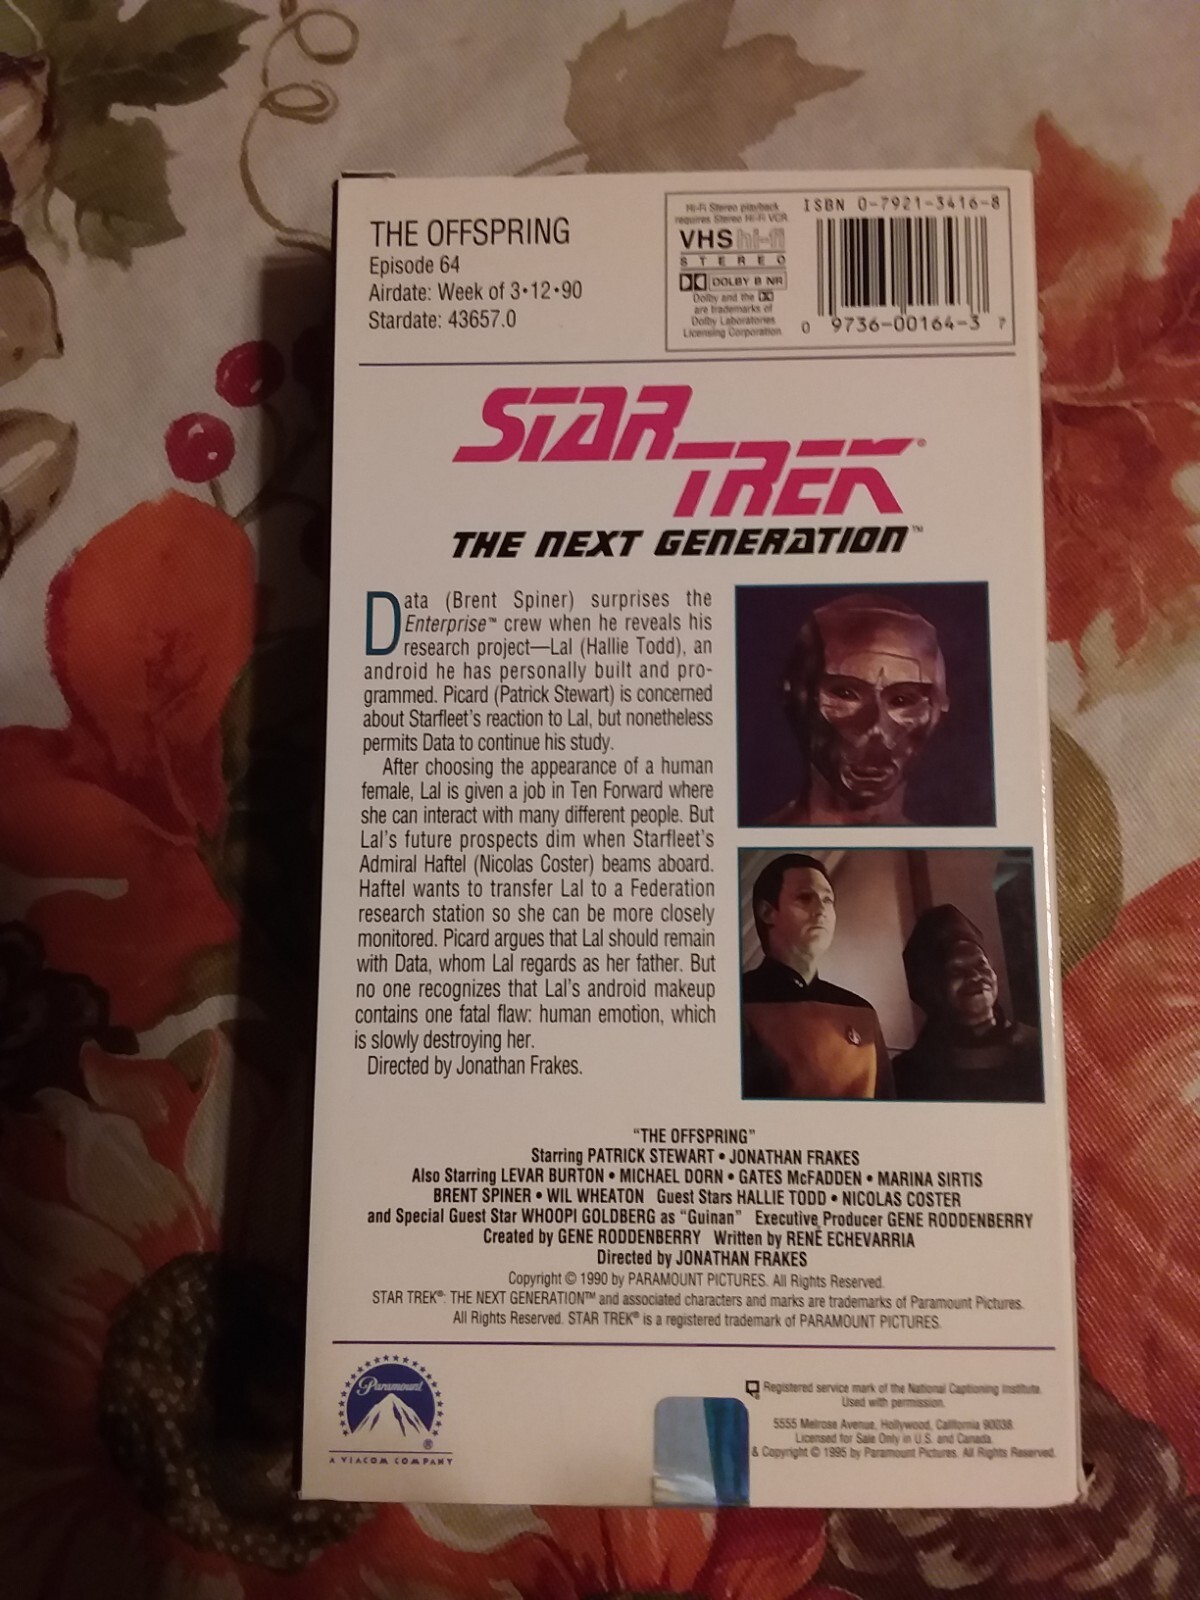 THE OFFSPRING
Episode 64
Airdate: Week of 3•12•90
Stardate: 43657.0
Hi-Fi Stereo playback
requires Stereo Hi-Fi VCR
VHS hi-fi
STEREO
DOLBY B NR
Dolby and the
are trademarks of
Dolby Laboratories
Licensing Corporation.
ISBN 0-7921-3416-8
0 9736-00164-3 7
STAR
TREK®
THE NEXT GENERATION™
Data (Brent Spiner) surprises the
Enterprise™ crew when he reveals his
research project—Lal (Hallie Todd), an
android he has personally built and pro-
grammed. Picard (Patrick Stewart) is concerned
about Starfleet's reaction to Lal, but nonetheless
permits Data to continue his study.
After choosing the appearance of a human
female, Lal is given a job in Ten Forward where
she can interact with many different people. But
Lal's future prospects dim when Starfleet's
Admiral Haftel (Nicolas Coster) beams aboard.
Haftel wants to transfer Lal to a Federation
research station so she can be more closely
monitored. Picard argues that Lal should remain
with Data, whom Lal regards as her father. But
no one recognizes that Lal's android makeup
contains one fatal flaw: human emotion, which
is slowly destroying her.
Directed by Jonathan Frakes.
"THE OFFSPRING"
Starring PATRICK STEWART • JONATHAN FRAKES
Also Starring LEVAR BURTON • MICHAEL DORN • GATES McFADDEN • MARINA SIRTIS
BRENT SPINER • WIL WHEATON Guest Stars HALLIE TODD • NICOLAS COSTER
and Special Guest Star WHOOPI GOLDBERG as "Guinan" Executive Producer GENE RODDENBERRY
Created by GENE RODDENBERRY Written by RENÉ ECHEVARRIA
Directed by JONATHAN FRAKES
Copyright © 1990 by PARAMOUNT PICTURES. All Rights Reserved.
STAR TREK®: THE NEXT GENERATION™ and associated characters and marks are trademarks of Paramount Pictures.
All Rights Reserved. STAR TREK® is a registered trademark of PARAMOUNT PICTURES.
Paramount
®
A VIACOM COMPANY
Registered service mark of the National Captioning Institute.
Used with permission.
5555 Melrose Avenue, Hollywood, California 90038.
Licensed for Sale Only in U.S. and Canada.
& Copyright © 1995 by Paramount Pictures. All Rights Reserved.